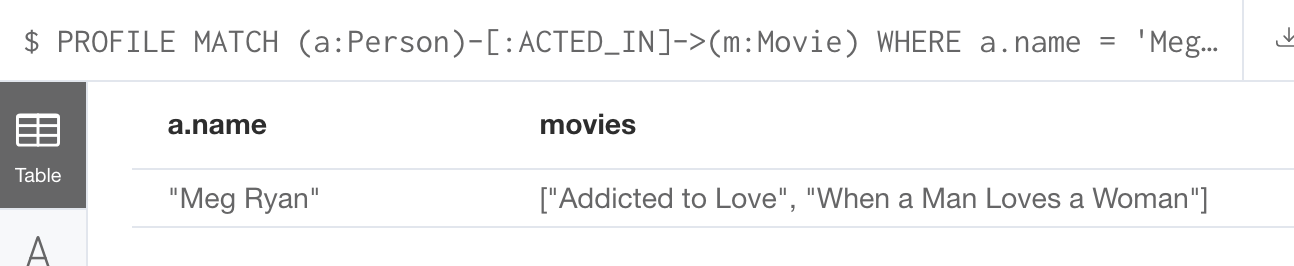 $ PROFILE MATCH (a:Person)-[:ACTED_IN]->(m:Movie) WHERE a.name = 'Meg…
a.name movies
Table
"Meg Ryan" ["Addicted to Love", "When a Man Loves a Woman"]
A